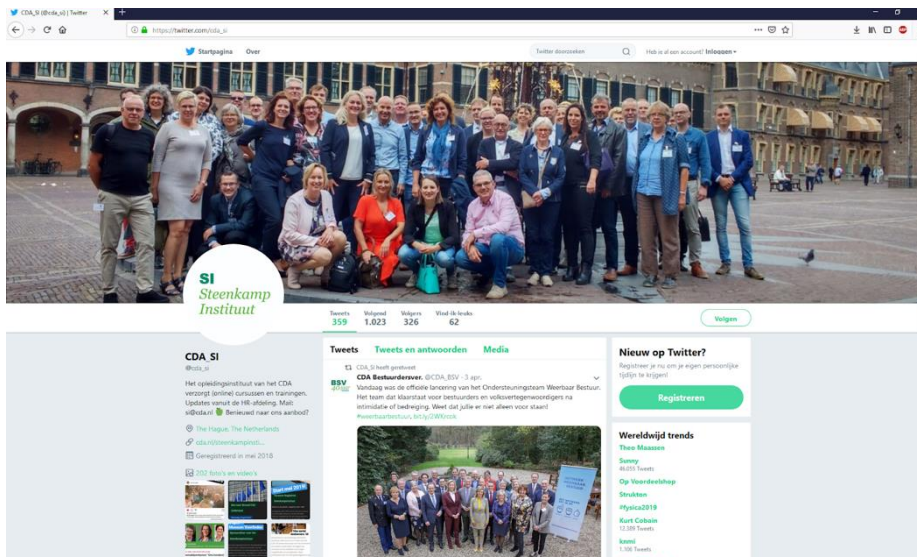 CDA_SI (@cda_si) | Twitter
https://twitter.com/cda_si
Startpagina Over
Twitter doorzoeken
Heb je al een account? Inloggen
SI
Steenkamp
Instituut
Tweets Volgend Volgers Vind-ik-leuks
359 1.023 326 62
Volgen
CDA_SI
@cda_si
Het opleidingsinstituut van het CDA
verzorgt (online) cursussen en trainingen.
Updates vanuit de HR-afdeling. Mail:
si@cda.nl Benieuwd naar ons aanbod?
The Hague, The Netherlands
cda.nl/steenkampinsti...
Geregistreerd in mei 2016
202 foto's en video's
Start mei 2019
Tweets Tweets en antwoorden Media
CDA_SI heeft geretweet
BSV
CDA Bestuurdersver. @CDA_BSV · 3 apr.
Vandaag was de officiële lancering van het Ondersteuningsteam Weerbaar Bestuur.
Het team dat klaarstaat voor bestuurders en volksvertegenwoordigers na
intimidatie of bedreiging. Weet dat jullie er niet alleen voor staan!
#weerbaarbestuur
Nieuw op Twitter?
Registreer je nu om je eigen persoonlijke
tijdlijn te krijgen!
Registreren
Wereldwijd trends
Theo Maassen
Sunny
46.055 Tweets
Op Voordeelshop
Strukton
#fysica2019
Kurt Cobain
12.389 Tweets
knmi
1.100 Tweets